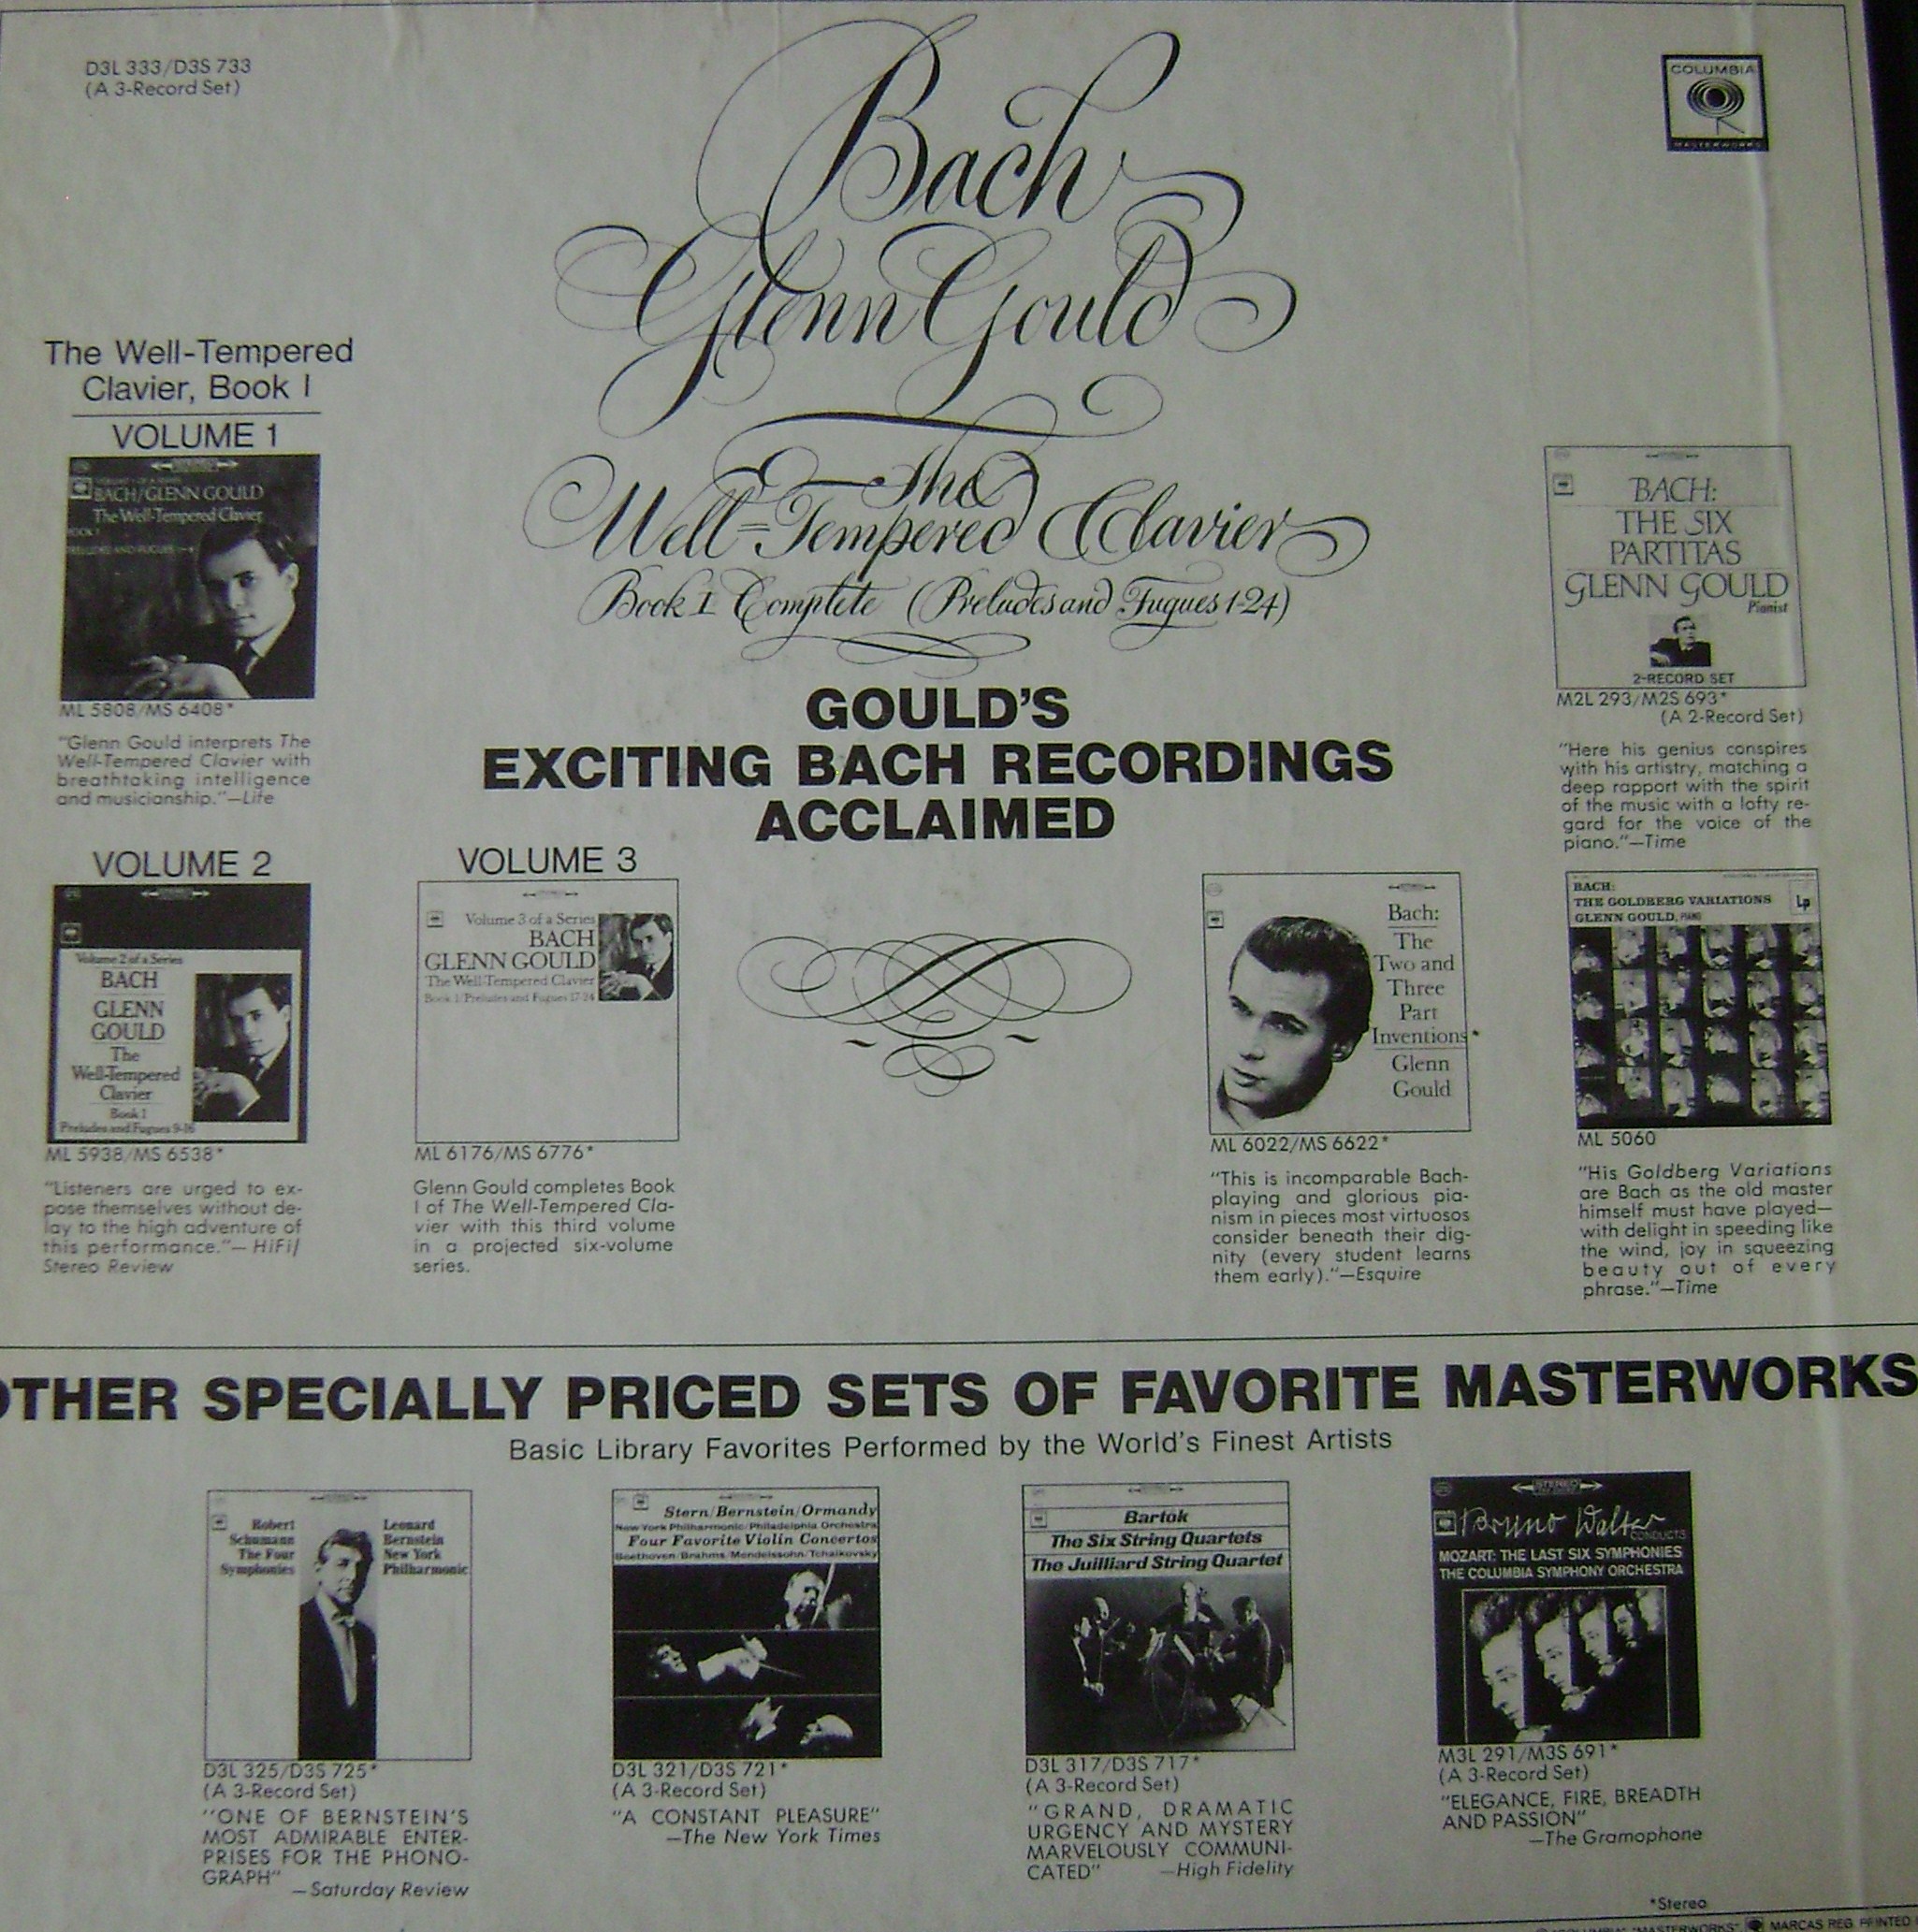 D3L 333/D3S 733
(A 3-Record Set)
COLUMBIA
MASTERWORKS
Bach
Glenn Gould
The
Well-Tempered Clavier
Book I Complete (Preludes and Fugues 1-24)
GOULD'S
EXCITING BACH RECORDINGS
ACCLAIMED
The Well-Tempered
Clavier, Book I
VOLUME 1
VOLUME 1 OF A SERIES
BACH/GLENN GOULD
The Well-Tempered Clavier
BOOK 1
PRELUDES AND FUGUES 1-8
ML 5808/MS 6408*
"Glenn Gould interprets The
Well-Tempered Clavier with
breathtaking intelligence
and musicianship."—Life
VOLUME 2
Volume 2 of a Series
BACH
GLENN
GOULD
The
Well-Tempered
Clavier
Book 1
Preludes and Fugues 9-16
ML 5938/MS 6538*
"Listeners are urged to ex-
pose themselves without de-
lay to the high adventure of
this performance."— HiFi/
Stereo Review
VOLUME 3
Volume 3 of a Series
BACH
GLENN GOULD
The Well-Tempered Clavier
Book 1/Preludes and Fugues 17-24
ML 6176/MS 6776*
Glenn Gould completes Book
I of The Well-Tempered Cla-
vier with this third volume
in a projected six-volume
series.
Bach:
The
Two and
Three
Part
Inventions*
Glenn
Gould
ML 6022/MS 6622*
"This is incomparable Bach-
playing and glorious pia-
nism in pieces most virtuosos
consider beneath their dig-
nity (every student learns
them early)."—Esquire
BACH:
THE SIX
PARTITAS
GLENN GOULD
Pianist
2-RECORD SET
M2L 293/M2S 693*
(A 2-Record Set)
"Here his genius conspires
with his artistry, matching a
deep rapport with the spirit
of the music with a lofty re-
gard for the voice of the
piano."—Time
BACH:
THE GOLDBERG VARIATIONS
GLENN GOULD, PIANO
Lp
ML 5060
"His Goldberg Variations
are Bach as the old master
himself must have played—
with delight in speeding like
the wind, joy in squeezing
beauty out of every
phrase."—Time
OTHER SPECIALLY PRICED SETS OF FAVORITE MASTERWORKS
Basic Library Favorites Performed by the World's Finest Artists
Robert
Schumann
The Four
Symphonies
Leonard
Bernstein
New York
Philharmonic
D3L 325/D3S 725*
(A 3-Record Set)
"ONE OF BERNSTEIN'S
MOST ADMIRABLE ENTER-
PRISES FOR THE PHONO-
GRAPH"
—Saturday Review
Stern/Bernstein/Ormandy
New York Philharmonic/Philadelphia Orchestra
Four Favorite Violin Concertos
Beethoven/Brahms/Mendelssohn/Tchaikovsky
D3L 321/D3S 721*
(A 3-Record Set)
"A CONSTANT PLEASURE"
—The New York Times
Bartók
The Six String Quartets
The Juilliard String Quartet
D3L 317/D3S 717*
(A 3-Record Set)
"GRAND, DRAMATIC
URGENCY AND MYSTERY
MARVELOUSLY COMMUNI-
CATED" —High Fidelity
STEREO
Bruno Walter
CONDUCTS
MOZART: THE LAST SIX SYMPHONIES
THE COLUMBIA SYMPHONY ORCHESTRA
M3L 291/M3S 691*
(A 3-Record Set)
"ELEGANCE, FIRE, BREADTH
AND PASSION"
—The Gramophone
*Stereo
"COLUMBIA" "MASTERWORKS" MARCAS REG. PRINTED